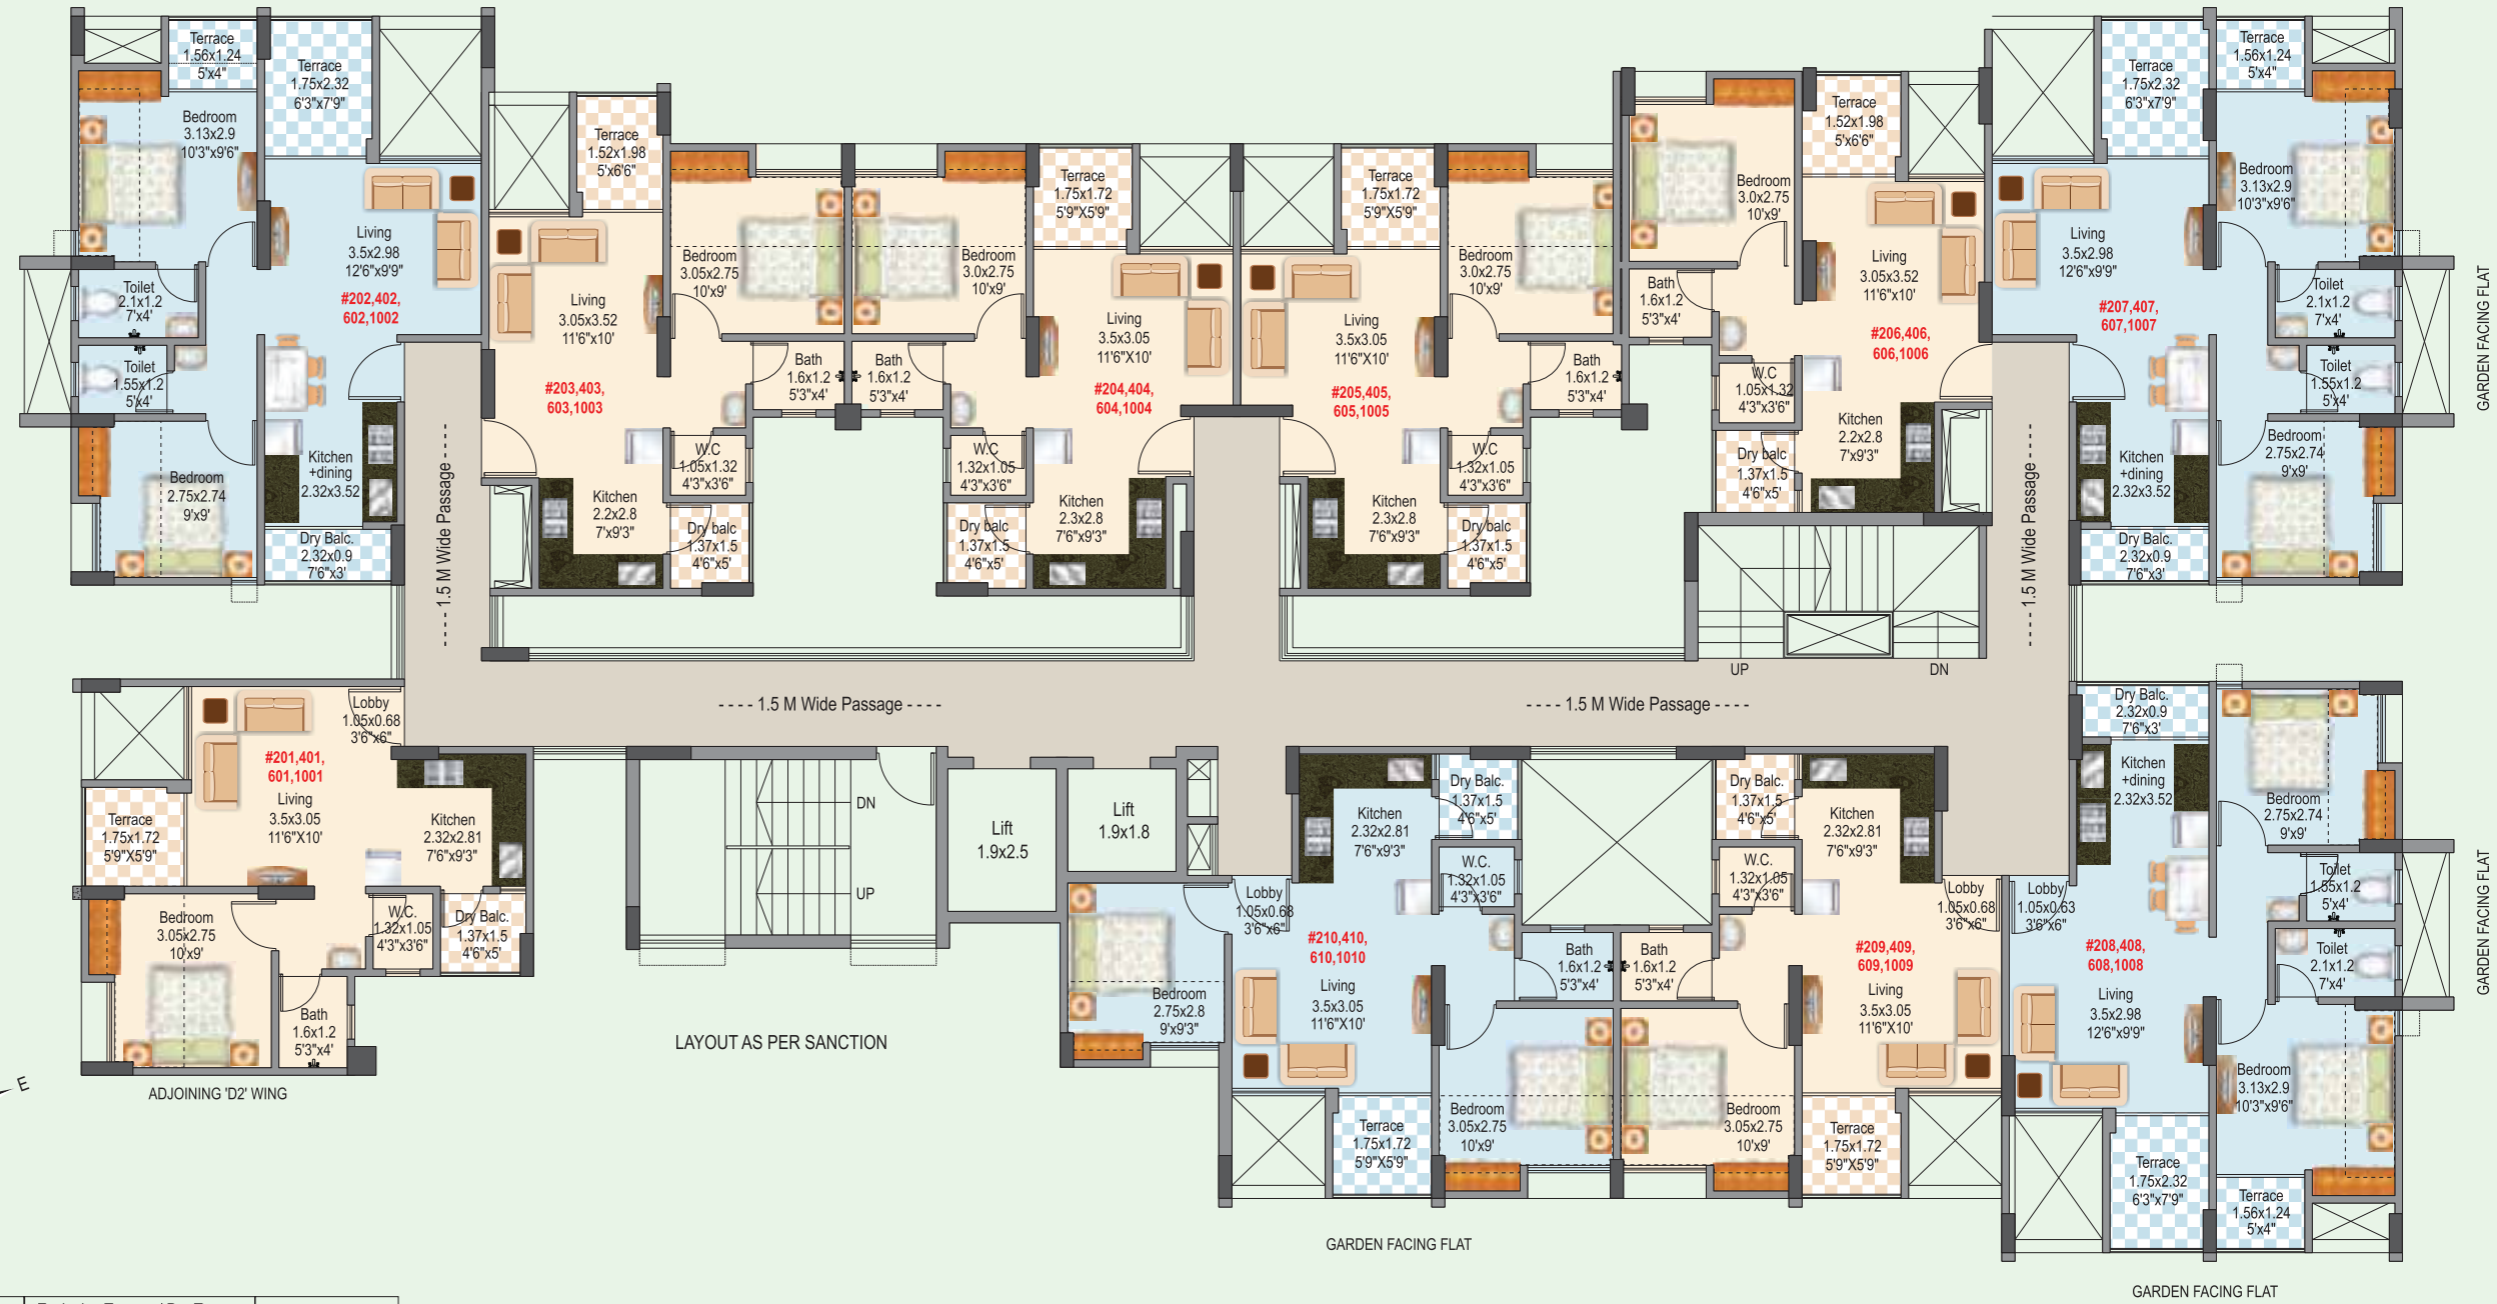 Terrace
1.56x1.24
5'x4"
Terrace
1.75x2.32
6'3"x7'9"
Bedroom
3.13x2.9
10'3"x9'6"
Living
3.5x2.98
12'6"x9'9"
#202,402,
602,1002
Toilet
2.1x1.2
7'x4'
Toilet
1.55x1.2
5'x4'
Bedroom
2.75x2.74
9'x9'
Kitchen
+dining
2.32x3.52
Dry Balc.
2.32x0.9
7'6"x3'
---- 1.5 M Wide Passage ----
Terrace
1.52x1.98
5'x6'6"
Living
3.05x3.52
11'6"x10'
#203,403,
603,1003
Bedroom
3.05x2.75
10'x9'
Bath
1.6x1.2
5'3"x4'
W.C
1.05x1.32
4'3"x3'6"
Kitchen
2.2x2.8
7'x9'3"
Dry balc
1.37x1.5
4'6"x5'
Bedroom
3.0x2.75
10'x9'
Terrace
1.75x1.72
5'9"X5'9"
Living
3.5x3.05
11'6"X10'
#204,404,
604,1004
Bath
1.6x1.2
5'3"x4'
W.C
1.32x1.05
4'3"x3'6"
Dry balc
1.37x1.5
4'6"x5'
Kitchen
2.3x2.8
7'6"x9'3"
Terrace
1.75x1.72
5'9"X5'9"
Living
3.5x3.05
11'6"X10'
#205,405,
605,1005
Bedroom
3.0x2.75
10'x9'
Bath
1.6x1.2
5'3"x4'
W.C
1.32x1.05
4'3"x3'6"
Kitchen
2.3x2.8
7'6"x9'3"
Dry balc
1.37x1.5
4'6"x5'
Bedroom
3.0x2.75
10'x9'
Terrace
1.52x1.98
5'x6'6"
Living
3.05x3.52
11'6"x10'
#206,406,
606,1006
Bath
1.6x1.2
5'3"x4'
W.C
1.05x1.32
4'3"x3'6"
Kitchen
2.2x2.8
7'x9'3"
Dry balc
1.37x1.5
4'6"x5'
UP
DN
Terrace
1.75x2.32
6'3"x7'9"
Terrace
1.56x1.24
5'x4"
Bedroom
3.13x2.9
10'3"x9'6"
Living
3.5x2.98
12'6"x9'9"
#207,407,
607,1007
Toilet
2.1x1.2
7'x4'
Toilet
1.55x1.2
5'x4'
Bedroom
2.75x2.74
9'x9'
Kitchen
+dining
2.32x3.52
Dry Balc.
2.32x0.9
7'6"x3'
---- 1.5 M Wide Passage ----
GARDEN FACING FLAT
---- 1.5 M Wide Passage ----
---- 1.5 M Wide Passage ----
Lobby
1.05x0.68
3'6"x6"
#201,401,
601,1001
Living
3.5x3.05
11'6"X10'
Terrace
1.75x1.72
5'9"X5'9"
Kitchen
2.32x2.81
7'6"x9'3"
Bedroom
3.05x2.75
10'x9'
W.C.
1.32x1.05
4'3"x3'6"
Dry Balc.
1.37x1.5
4'6"x5'
Bath
1.6x1.2
5'3"x4'
ADJOINING 'D2' WING
E
DN
UP
Lift
1.9x2.5
Lift
1.9x1.8
LAYOUT AS PER SANCTION
Kitchen
2.32x2.81
7'6"x9'3"
Dry Balc.
1.37x1.5
4'6"x5'
W.C.
1.32x1.05
4'3"x3'6"
Lobby
1.05x0.68
3'6"x6"
#210,410,
610,1010
Living
3.5x3.05
11'6"X10'
Bath
1.6x1.2
5'3"x4'
Bedroom
2.75x2.8
9'x9'3"
Terrace
1.75x1.72
5'9"X5'9"
Bedroom
3.05x2.75
10'x9'
Dry Balc.
1.37x1.5
4'6"x5'
Kitchen
2.32x2.81
7'6"x9'3"
W.C.
1.32x1.05
4'3"x3'6"
Lobby
1.05x0.68
3'6"x6"
#209,409,
609,1009
Bath
1.6x1.2
5'3"x4'
Living
3.5x3.05
11'6"X10'
Bedroom
3.05x2.75
10'x9'
Terrace
1.75x1.72
5'9"X5'9"
GARDEN FACING FLAT
Dry Balc.
2.32x0.9
7'6"x3'
Kitchen
+dining
2.32x3.52
Bedroom
2.75x2.74
9'x9'
Lobby
1.05x0.63
3'6"x6"
Toilet
1.55x1.2
5'x4'
#208,408,
608,1008
Toilet
2.1x1.2
7'x4'
Living
3.5x2.98
12'6"x9'9"
Bedroom
3.13x2.9
10'3"x9'6"
Terrace
1.75x2.32
6'3"x7'9"
Terrace
1.56x1.24
5'x4"
GARDEN FACING FLAT
GARDEN FACING FLAT